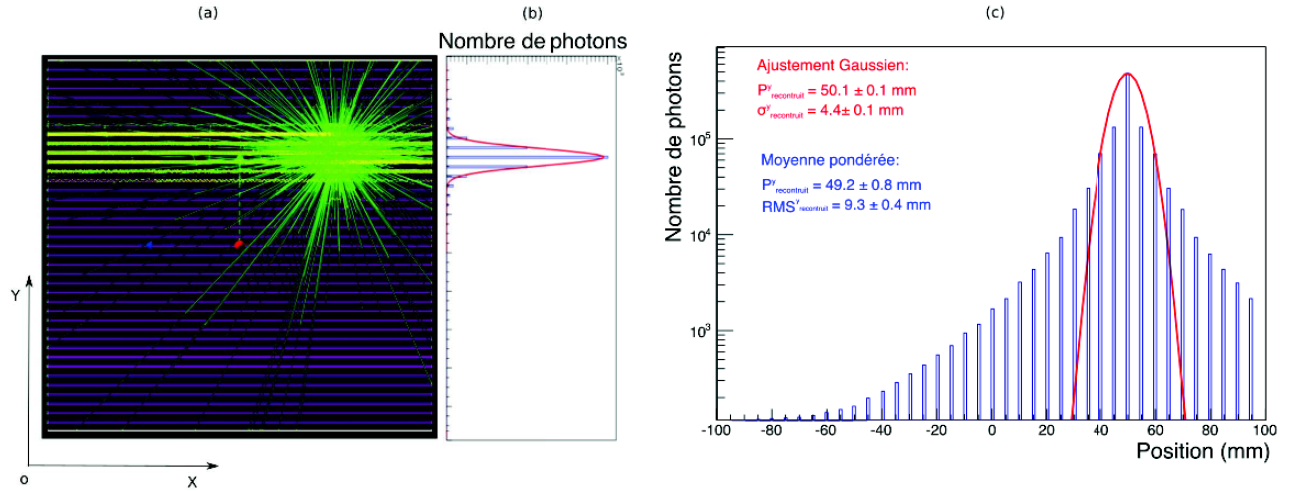 (a)
(b)
(c)
Nombre de photons
×10³
Y
O
X
Nombre de photons
10⁵
10⁴
10³
Ajustement Gaussien:
Pʸrecontruit = 50.1 ± 0.1 mm
σʸrecontruit = 4.4± 0.1 mm
Moyenne pondérée:
Pʸrecontruit = 49.2 ± 0.8 mm
RMSʸrecontruit = 9.3 ± 0.4 mm
-100 -80 -60 -40 -20 0 20 40 60 80 100
Position (mm)